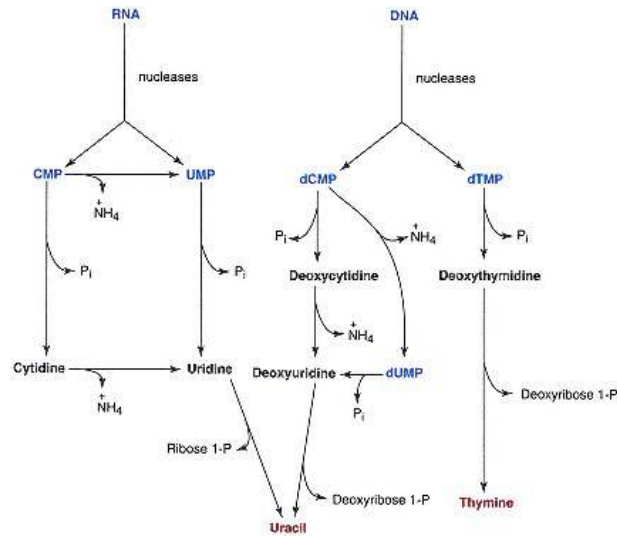 RNA
DNA
nucleases
nucleases
CMP
UMP
dCMP
dTMP
+
NH4
Pi
+
NH4
Pi
Pi
Pi
Deoxycytidine
Deoxythymidine
+
NH4
Cytidine
Uridine
Deoxyuridine
dUMP
+
NH4
Pi
Deoxyribose 1-P
Ribose 1-P
Deoxyribose 1-P
Thymine
Uracil